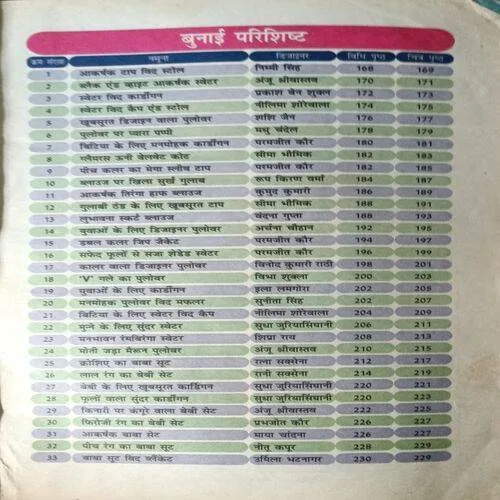 बुनाई परिशिष्ट
क्रम संख्या नमूना डिज़ाइनर विधि पृष्ठ चित्र पृष्ठ
1 आकर्षक टाप विद स्टोल निम्मी सिंह 168 169
2 ब्लैक एंड व्हाइट आकर्षक स्वेटर अंजू श्रीवास्तव 170 171
3 स्वेटर विद कार्डीगन प्रकाश बेन शुक्ल 172 173
4 स्वेटर विद कैप एंड स्टोल नीलिमा शोरेवाला 174 175
5 खूबसूरत डिजाइन वाला पुलोवर शशि जैन 176 177
6 पुलोवर पर प्यारा पप्पी मधु चंदेल 178 179
7 बिटिया के लिए मनमोहक कार्डीगन परमजीत कौर 180 181
8 ग्लैमरस ऊनी वेलवेट कोट सीमा भौमिक 182 183
9 पीच कलर का मेगा स्लीव टाप परमजीत कौर 182 185
10 ब्लाउज पर खिला सुर्ख गुलाब रूप किरण वर्मा 184 187
11 आकर्षक तिरंगा हाफ ब्लाउज कुमुद कुमारी 186 189
12 गुलाबी ठंड के लिए खूबसूरत टाप सीमा भौमिक 188 191
13 लुभावना स्कर्ट ब्लाउज वंदना गुप्ता 188 193
14 युवाओं के लिए डिजाइनर पुलोवर अर्चना चौहान 192 195
15 डबल कलर जिप जैकेट परमजीत कौर 194 197
16 सफेद फूलों से सजा शेडेड स्वेटर परमजीत कौर 196 199
17 कालर वाला डिजाइनर पुलोवर विनोद कुमारी राठी 198 201
18 'V' गले का पुलोवर विभा शुक्ला 200 203
19 युवाओं के लिए कार्डीगन इला लमगोरा 202 205
20 मनमोहक पुलोवर विद मफलर सुनीता सिंह 202 207
21 बिटिया के लिए स्वेटर विद कैप नीलीमा शोरेवाला 204 209
22 मुन्ने के लिए सुंदर स्वेटर सुधा जुरियासिंघानी 206 211
23 मनभावन रंगबिरंगा स्वेटर शिप्रा राय 208 213
24 मोती जड़ा मैरून पुलोवर अंजू श्रीवास्तव 210 215
25 क्रोशिए का बाबा सूट रानी सक्सेना 212 217
26 लाल रंग का बेबी सेट रानी सक्सेना 214 219
27 बेबी के लिए खूबसूरत कार्डिगन सुधा जुरियासिंघानी 220 221
28 फूलों वाला सुंदर कार्डीगन सुधा जुरियासिंघानी 220 223
29 किनारी पर कंगूरे वाला बेबी सेट अंजू श्रीवास्तव 222 225
30 फिरोजी रंग का बेबी सेट प्रभजोत कौर 226 227
31 आकर्षक बाबा सेट माया चांदना 226 227
32 पीच रंग का बाबा सूट नीतू कपूर 228 229
33 बाबा सूट विद ब्लैंकेट उर्मिला भटनागर 230 229